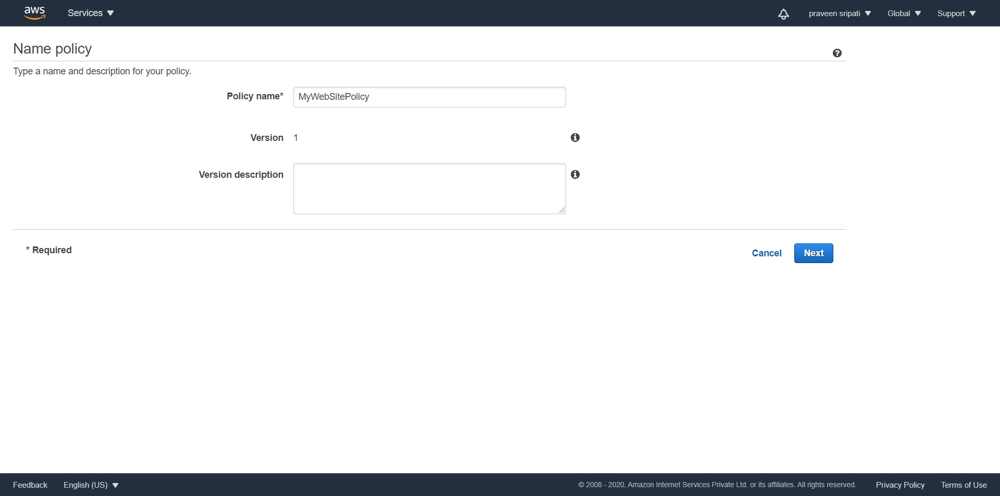 aws Services praveen sripati Global Support
Name policy
Type a name and description for your policy.
Policy name* MyWebSitePolicy
Version 1
Version description
* Required
Cancel Next
Feedback English (US) © 2008 - 2020, Amazon Internet Services Private Ltd. or its affiliates. All rights reserved. Privacy Policy Terms of Use